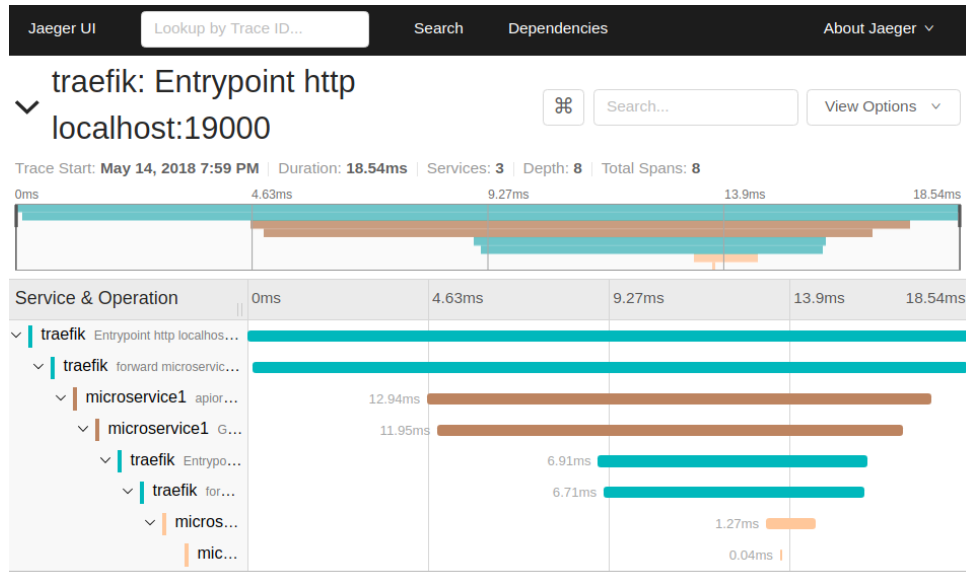 Jaeger UI Lookup by Trace ID... Search Dependencies About Jaeger
traefik: Entrypoint http
localhost:19000
⌘ Search... View Options
Trace Start: May 14, 2018 7:59 PM Duration: 18.54ms Services: 3 Depth: 8 Total Spans: 8
0ms 4.63ms 9.27ms 13.9ms 18.54ms
Service & Operation 0ms 4.63ms 9.27ms 13.9ms 18.54ms
traefik Entrypoint http localhos...
traefik forward microservic...
microservice1 apior... 12.94ms
microservice1 G... 11.95ms
traefik Entrypo... 6.91ms
traefik for... 6.71ms
micros... 1.27ms
mic... 0.04ms